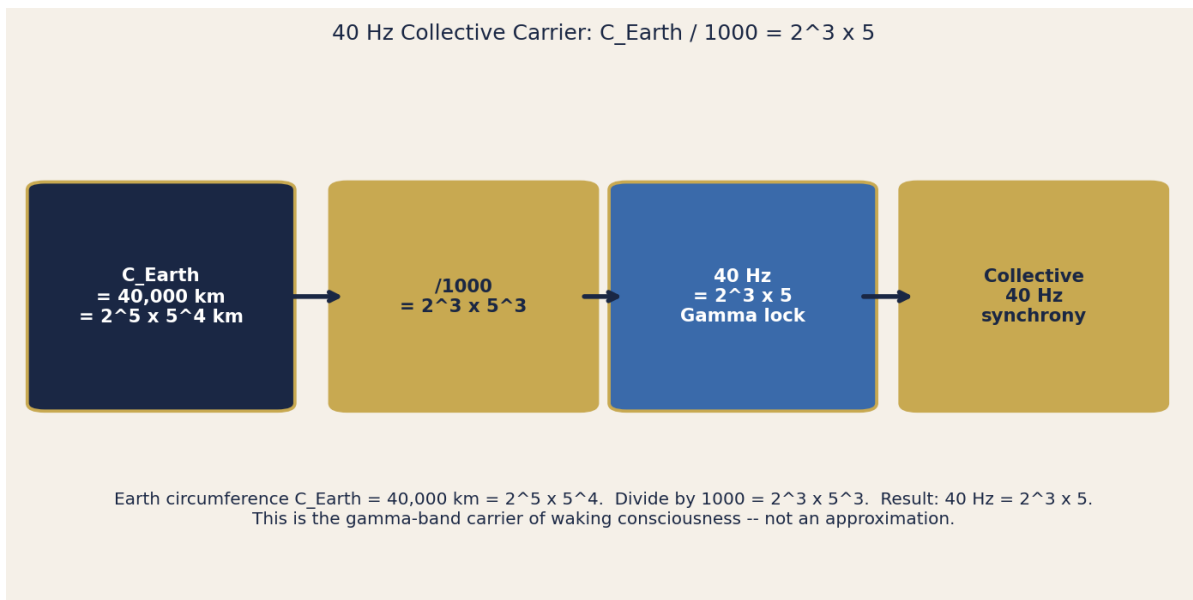 40 Hz Collective Carrier: C_Earth / 1000 = 2^3 x 5
C_Earth
= 40,000 km
= 2^5 x 5^4 km
/1000
= 2^3 x 5^3
40 Hz
= 2^3 x 5
Gamma lock
Collective
40 Hz
synchrony
Earth circumference C_Earth = 40,000 km = 2^5 x 5^4.  Divide by 1000 = 2^3 x 5^3.  Result: 40 Hz = 2^3 x 5.
This is the gamma-band carrier of waking consciousness -- not an approximation.